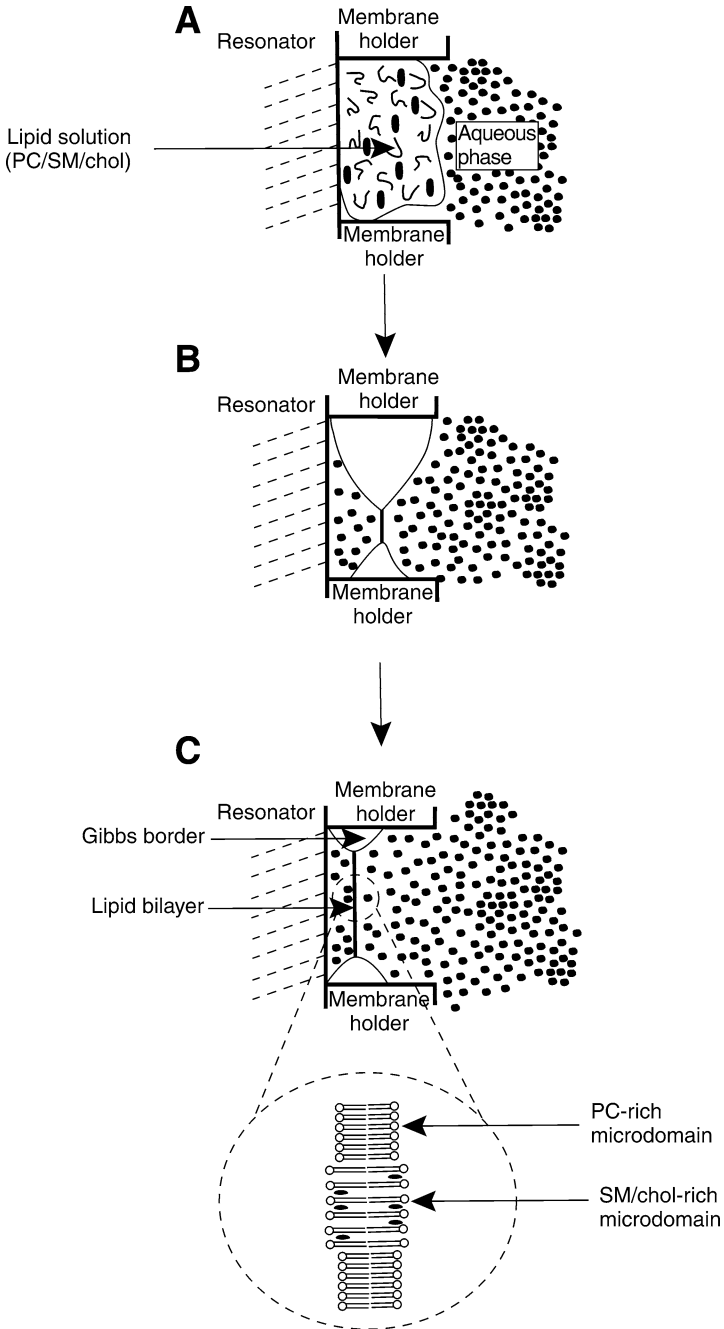 A
Membrane
holder
Resonator
Lipid solution
(PC/SM/chol)
Aqueous
phase
Membrane
holder
B
Membrane
holder
Resonator
Membrane
holder
C
Membrane
holder
Resonator
Gibbs border
Lipid bilayer
Membrane
holder
PC-rich
microdomain
SM/chol-rich
microdomain